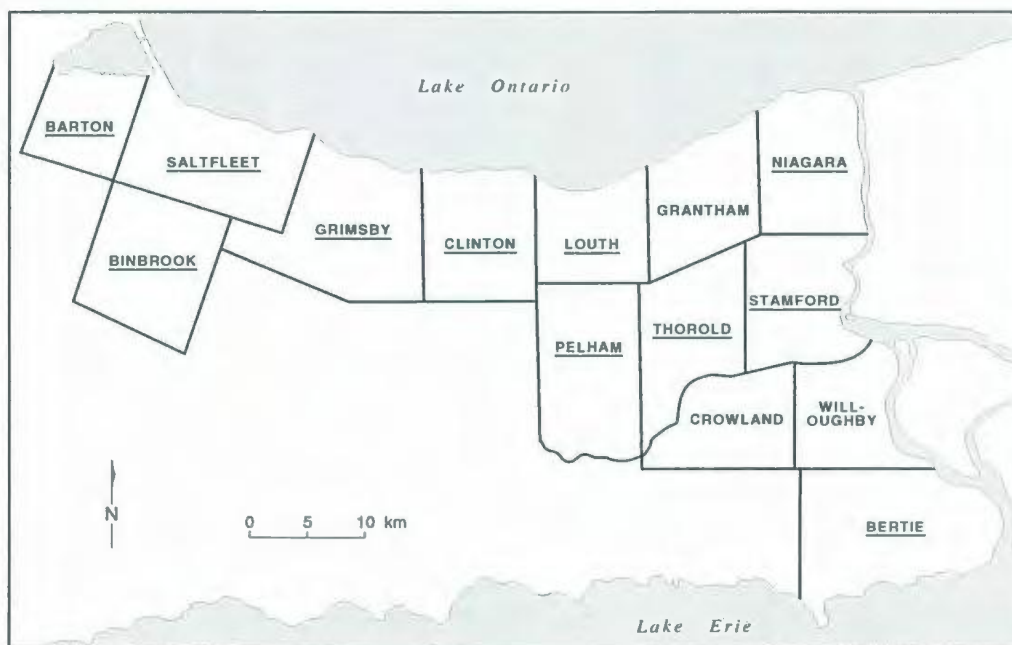 Lake Ontario
BARTON
SALTFLEET
NIAGARA
GRANTHAM
GRIMSBY
CLINTON
LOUTH
BINBROOK
STAMFORD
THOROLD
PELHAM
CROWLAND
WILL-
OUGHBY
N
0 5 10 km
BERTIE
Lake Erie